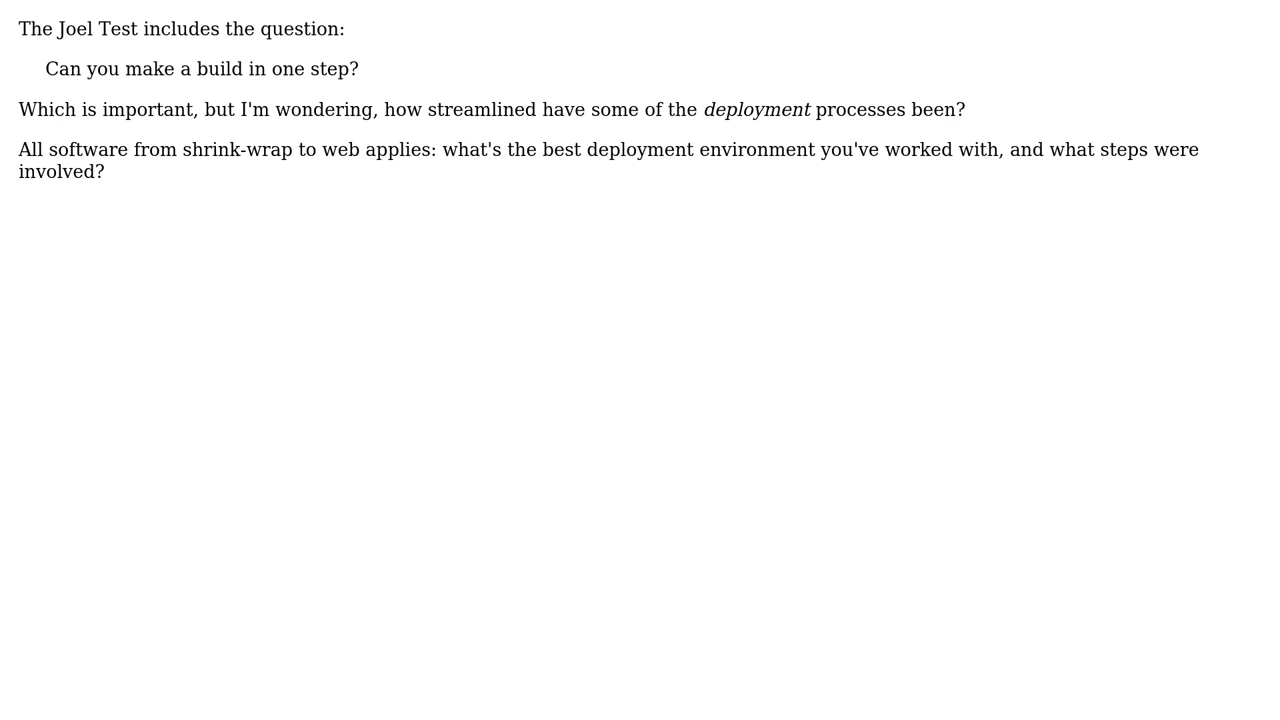 The Joel Test includes the question:
Can you make a build in one step?
Which is important, but I'm wondering, how streamlined have some of the deployment processes been?
All software from shrink-wrap to web applies: what's the best deployment environment you've worked with, and what steps were
involved?